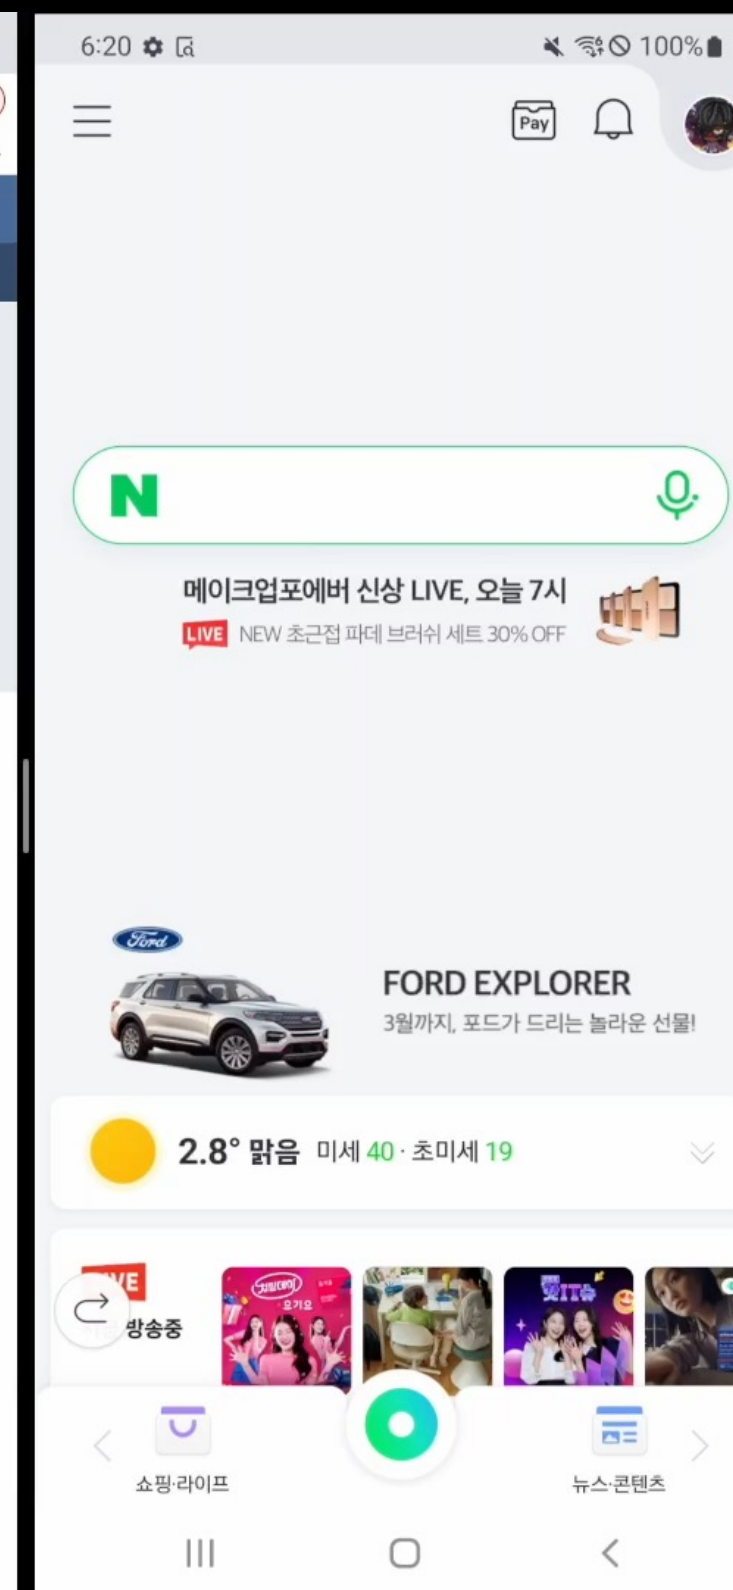 6:20
100%
Pay
N
메이크업포에버 신상 LIVE, 오늘 7시
LIVE NEW 초근접 파데 브러쉬 세트 30% OFF
Ford
FORD EXPLORER
3월까지, 포드가 드리는 놀라운 선물!
2.8° 맑음 미세 40 · 초미세 19
방송중
요기요
쇼핑·라이프
뉴스·콘텐츠